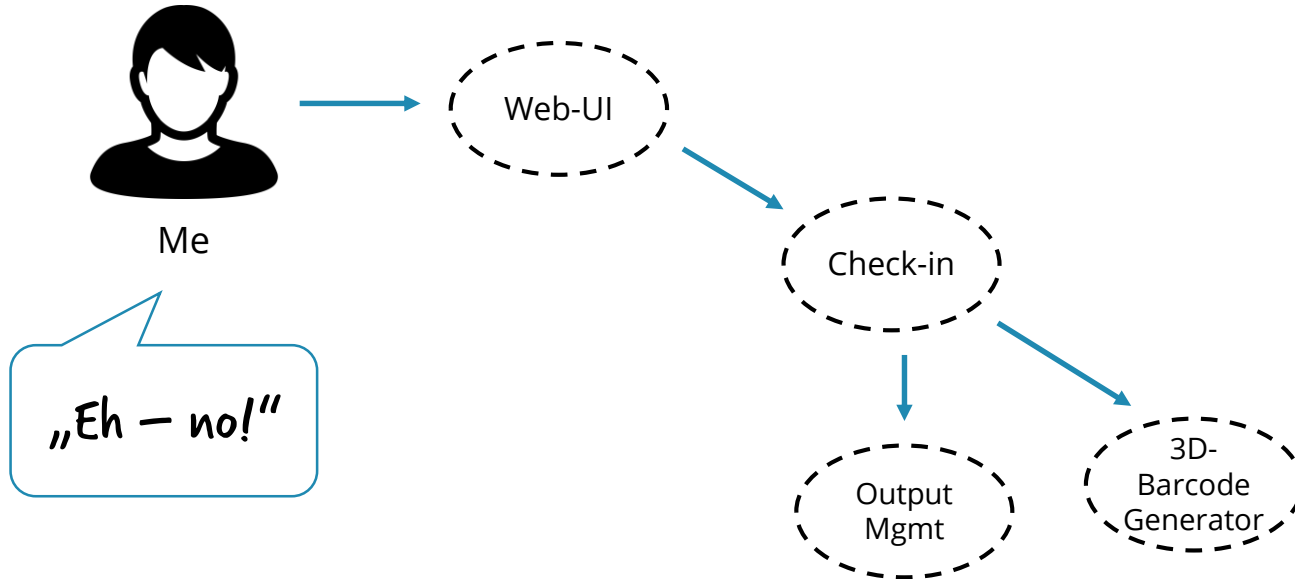 Web-UI
Me
Check-in
„Eh – no!“
3D-
Barcode
Generator
Output
Mgmt